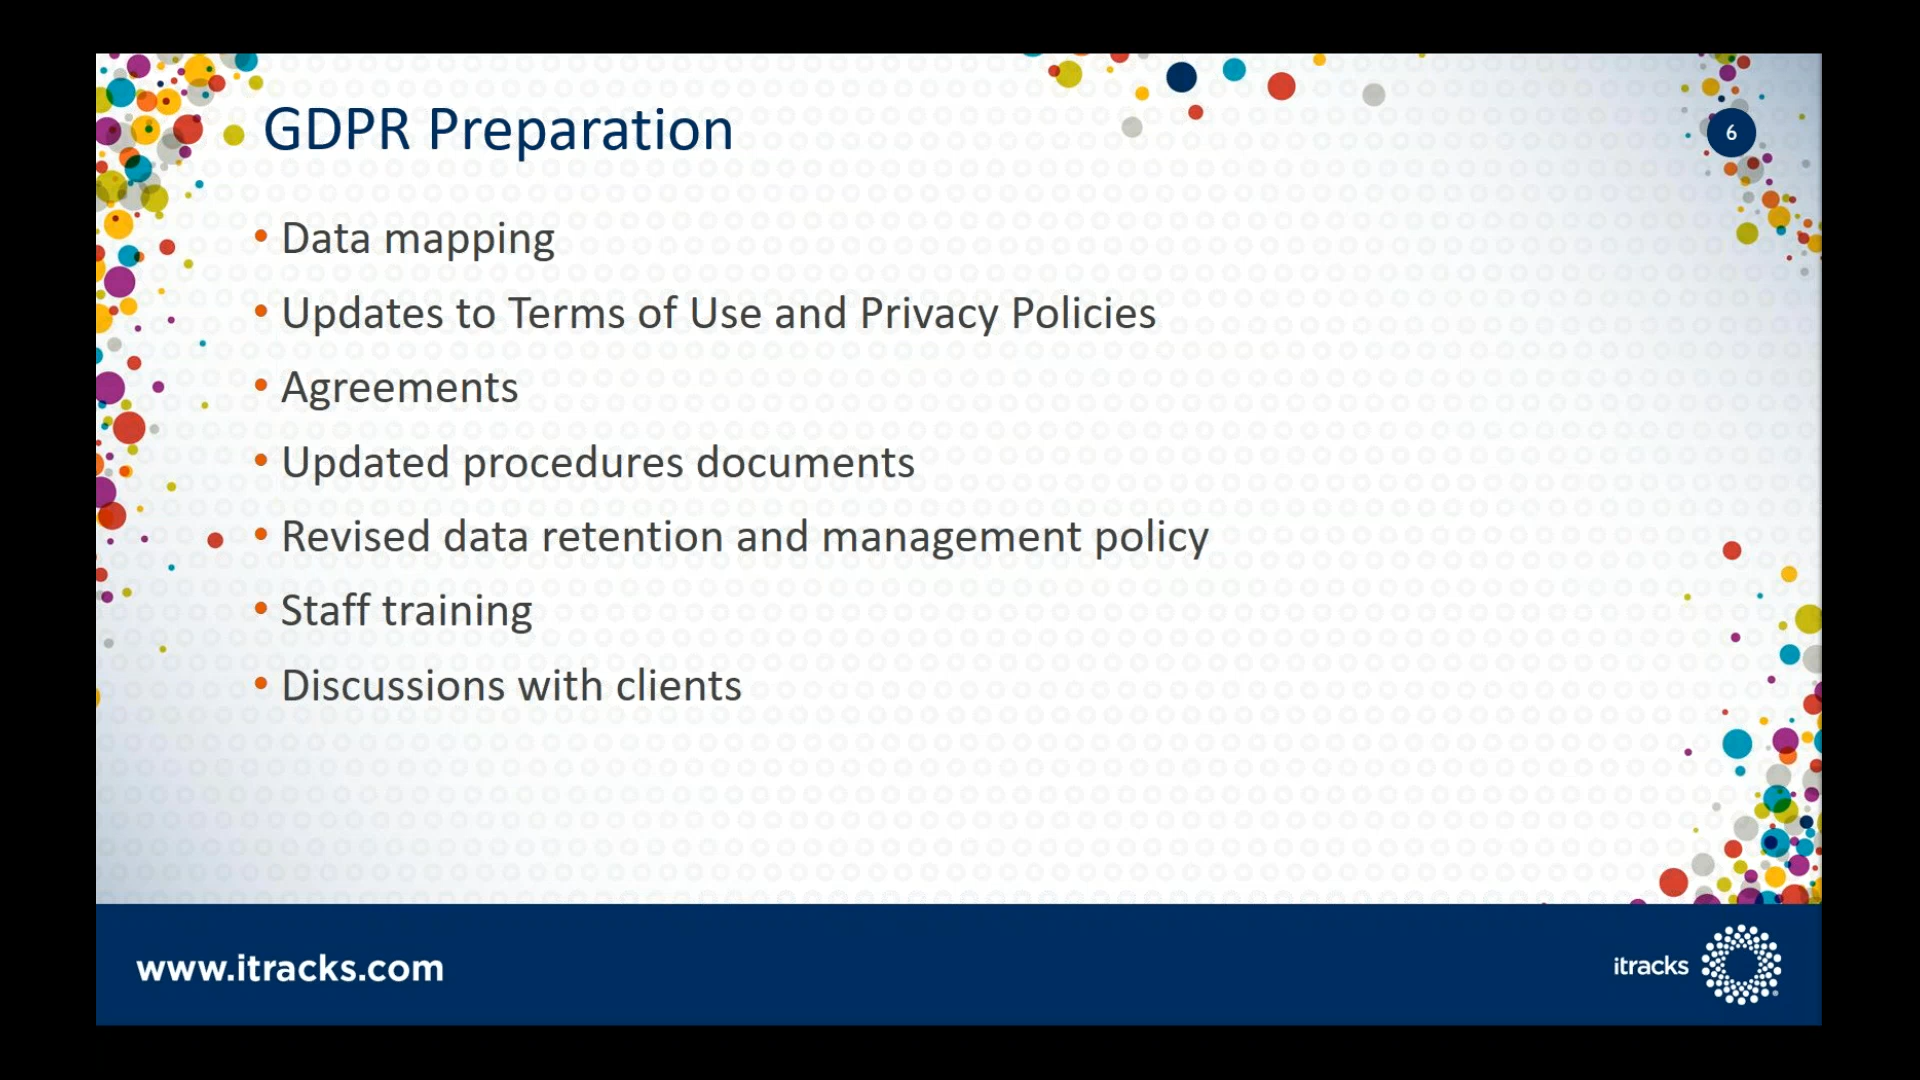 GDPR Preparation
6
• Data mapping
• Updates to Terms of Use and Privacy Policies
• Agreements
• Updated procedures documents
• Revised data retention and management policy
• Staff training
• Discussions with clients
www.itracks.com
itracks